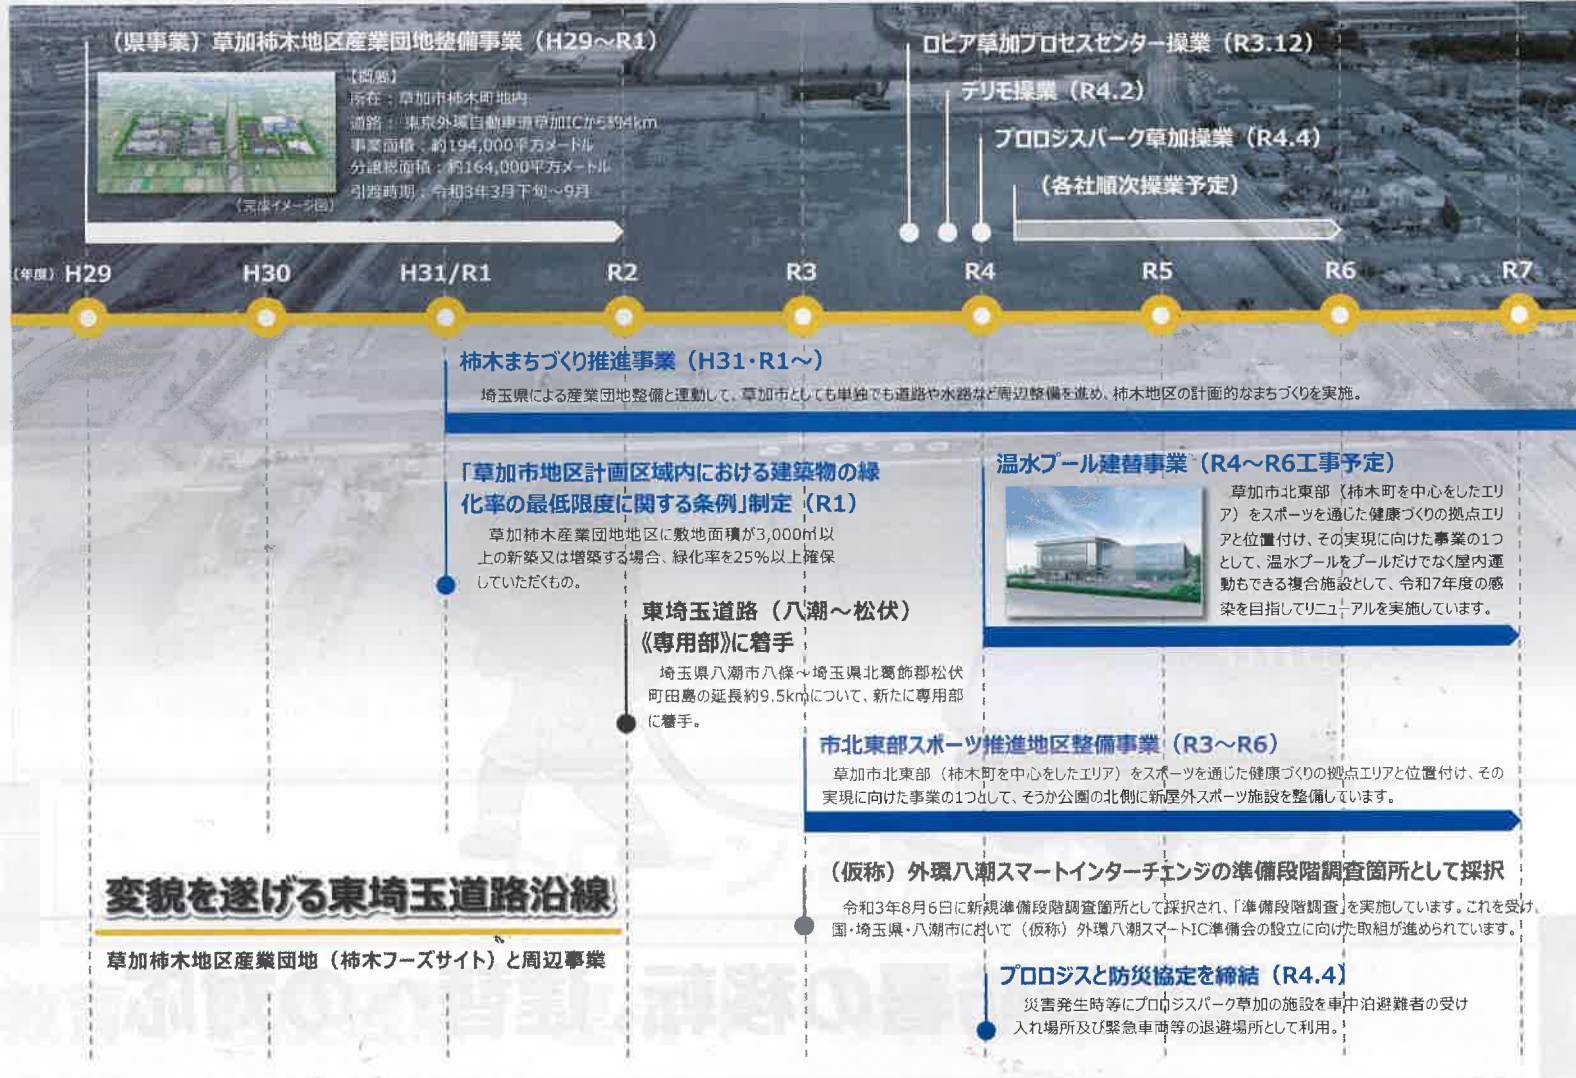 (県事業)草加柿木地区産業団地整備事業(H29～R1)
【概要】
所在:草加市柿木町地内
道路:東京外環自動車道草加ICから約4km
事業面積:約194,000平方メートル
分譲総面積:約164,000平方メートル
引渡時期:令和3年3月下旬～9月
(完成イメージ図)
ロピア草加プロセスセンター操業(R3.12)
デリモ操業(R4.2)
プロロジスパーク草加操業(R4.4)
(各社順次操業予定)
(年度) H29 H30 H31/R1 R2 R3 R4 R5 R6 R7
柿木まちづくり推進事業(H31・R1～)
埼玉県による産業団地整備と連動して、草加市としても単独でも道路や水路など周辺整備を進め、柿木地区の計画的なまちづくりを実施。
「草加市地区計画区域内における建築物の緑
化率の最低限度に関する条例」制定(R1)
草加柿木産業団地地区に敷地面積が3,000㎡以
上の新築又は増築する場合、緑化率を25%以上確保
していただくもの。
温水プール建替事業(R4～R6工事予定)
草加市北東部(柿木町を中心をしたエリ
ア)をスポーツを通じた健康づくりの拠点エリ
アと位置付け、その実現に向けた事業の1つ
として、温水プールをプールだけでなく屋内運
動もできる複合施設として、令和7年度の感
染を目指してリニューアルを実施しています。
東埼玉道路(八潮～松伏)
《専用部》に着手
埼玉県八潮市八條～埼玉県北葛飾郡松伏
町田島の延長約9.5kmについて、新たに専用部
に着手。
市北東部スポーツ推進地区整備事業(R3～R6)
草加市北東部(柿木町を中心をしたエリア)をスポーツを通じた健康づくりの拠点エリアと位置付け、その
実現に向けた事業の1つとして、そうか公園の北側に新屋外スポーツ施設を整備しています。
(仮称)外環八潮スマートインターチェンジの準備段階調査箇所として採択
令和3年8月6日に新規準備段階調査箇所として採択され、「準備段階調査」を実施しています。これを受け、
国・埼玉県・八潮市において(仮称)外環八潮スマートIC準備会の設立に向けた取組が進められています。
変貌を遂げる東埼玉道路沿線
草加柿木地区産業団地(柿木フーズサイト)と周辺事業
プロロジスと防災協定を締結(R4.4】
災害発生時等にプロロジスパーク草加の施設を車中泊避難者の受け
入れ場所及び緊急車両等の退避場所として利用。